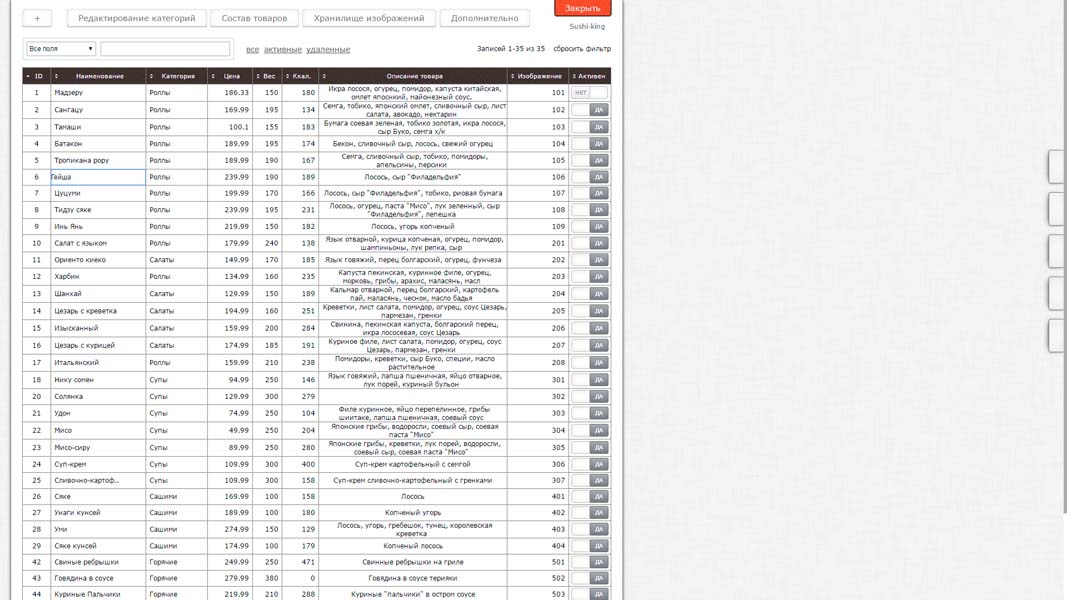 + Редактирование категорий Состав товаров Хранилище изображений Дополнительно Закрыть
Sushi-king
Все поля все активные удаленные Записей 1-35 из 35 сбросить фильтр
ID Наименование Категория Цена Вес Ккал. Описание товара Изображение Активен
1 Мадзеру Роллы 186.33 150 180 Икра лосося, огурец, помидор, капуста китайская, 101 НЕТ
омлет японский, майонезный соус.
2 Сангацу Роллы 169.99 195 134 Семга, тобико, японский омлет, сливочный сыр, лист 102 ДА
салата, авокадо, нектарин
3 Тамаши Роллы 100.1 155 183 Бумага соевая зеленая, тобико золотая, икра лосося, 103 ДА
сыр Буко, семга х/к
4 Батакон Роллы 189.99 195 174 Бекон, сливочный сыр, лосось, свежий огурец 104 ДА
5 Тропикана рору Роллы 189.99 190 167 Семга, сливочный сыр, тобико, помидоры, 105 ДА
апельсины, персики
6 Гейша Роллы 239.99 190 189 Лосось, сыр "Филадельфия" 106 ДА
7 Цуцуми Роллы 199.99 170 166 Лосось, сыр "Филадельфия", тобико, риовая бумага 107 ДА
8 Тидзу сяке Роллы 239.99 195 231 Лосось, огурец, паста "Мисо", лук зеленный, сыр 108 ДА
"Филадельфия", лепешка
9 Инь Янь Роллы 219.99 150 182 Лосось, угорь копченый 109 ДА
10 Салат с языком Роллы 179.99 240 138 Язык отварной, курица копченая, огурец, помидор, 201 ДА
шампиньоны, лук репка, сыр
11 Ориенто киеко Салаты 149.99 170 185 Язык говяжий, перец болгарский, огурец, фунчеза 202 ДА
12 Харбин Роллы 134.99 160 235 Капуста пекинская, куринное филе, огурец, 203 ДА
морковь, грибы, арахис, маласянь, масл
13 Шанхай Салаты 129.99 150 189 Кальмар отварной, перец болгарский, картофель 204 ДА
пай, маласянь, чеснок, масло бадья
14 Цезарь с креветка Салаты 194.99 160 251 Креветки, лист салата, помидор, огурец, соус Цезарь, 205 ДА
пармезан, гренки
15 Изысканный Салаты 159.99 200 284 Свинина, пекинская капуста, болгарский перец, 206 ДА
икра лососевая, соус Цезарь
16 Цезарь с курицей Салаты 174.99 185 191 Куриное филе, лист салата, помидор, огурец, соус 207 ДА
Цезарь, пармезан, гренки
17 Итальянский Роллы 159.99 210 238 Помидоры, креветки, сыр Буко, специи, масло 208 ДА
растительное
18 Нику сомен Супы 94.99 250 146 Язык говяжий, лапша пшеничная, яйцо отварное, 301 ДА
лук порей, куриный бульон
20 Солянка Супы 129.99 300 279 302 ДА
21 Удон Супы 74.99 250 104 Филе куринное, яйцо перепелинное, грибы 303 ДА
шиитаке, лапша пшеничная, соевый соус
22 Мисо Супы 49.99 250 204 Японские грибы, водоросли, соевый сыр, соевая 304 ДА
паста "Мисо"
23 Мисо-сиру Супы 89.99 250 280 Японские грибы, креветки, лук порей, водоросли, 305 ДА
соевый сыр, соевая паста "Мисо"
24 Суп-крем Супы 109.99 300 400 Суп-крем картофельный с семгой 306 ДА
25 Сливочно-картоф.. Супы 109.99 300 158 Суп-крем сливочно-картофельный с гренками 307 ДА
26 Сяке Сашими 169.99 100 158 Лосось 401 ДА
27 Унаги кунсей Сашими 189.99 100 180 Копченый угорь 402 ДА
28 Уми Сашими 274.99 150 129 Лосось, угорь, гребешок, тунец, королевская 403 ДА
креветка
29 Сяке кунсей Сашими 174.99 100 179 Копченый лосось 404 ДА
42 Свиные ребрышки Горячие 249.99 250 471 Свинные ребрышки на гриле 501 ДА
43 Говядина в соусе Горячие 279.99 380 0 Говядина в соусе терияки 502 ДА
44 Куриные Пальчики Горячие 219.99 210 288 Куриные "пальчики" в остром соусе 503 ДА